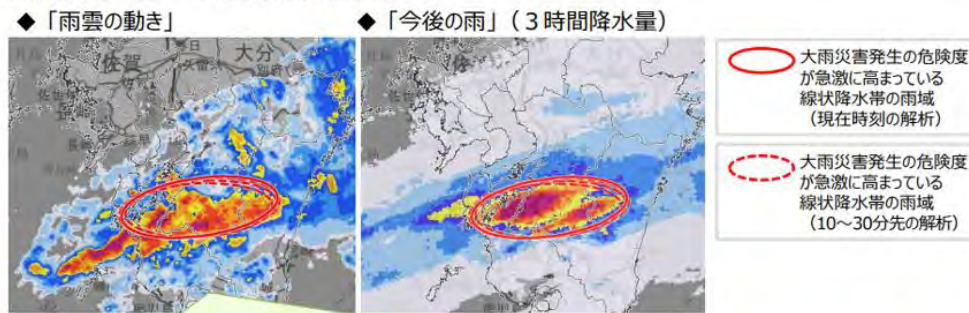 ◆「雨雲の動き」
◆「今後の雨」(３時間降水量)
佐賀
大分
大雨災害発生の危険度
が急激に高まっている
線状降水帯の雨域
(現在時刻の解析)
大雨災害発生の危険度
が急激に高まっている
線状降水帯の雨域
(10～30分先の解析)